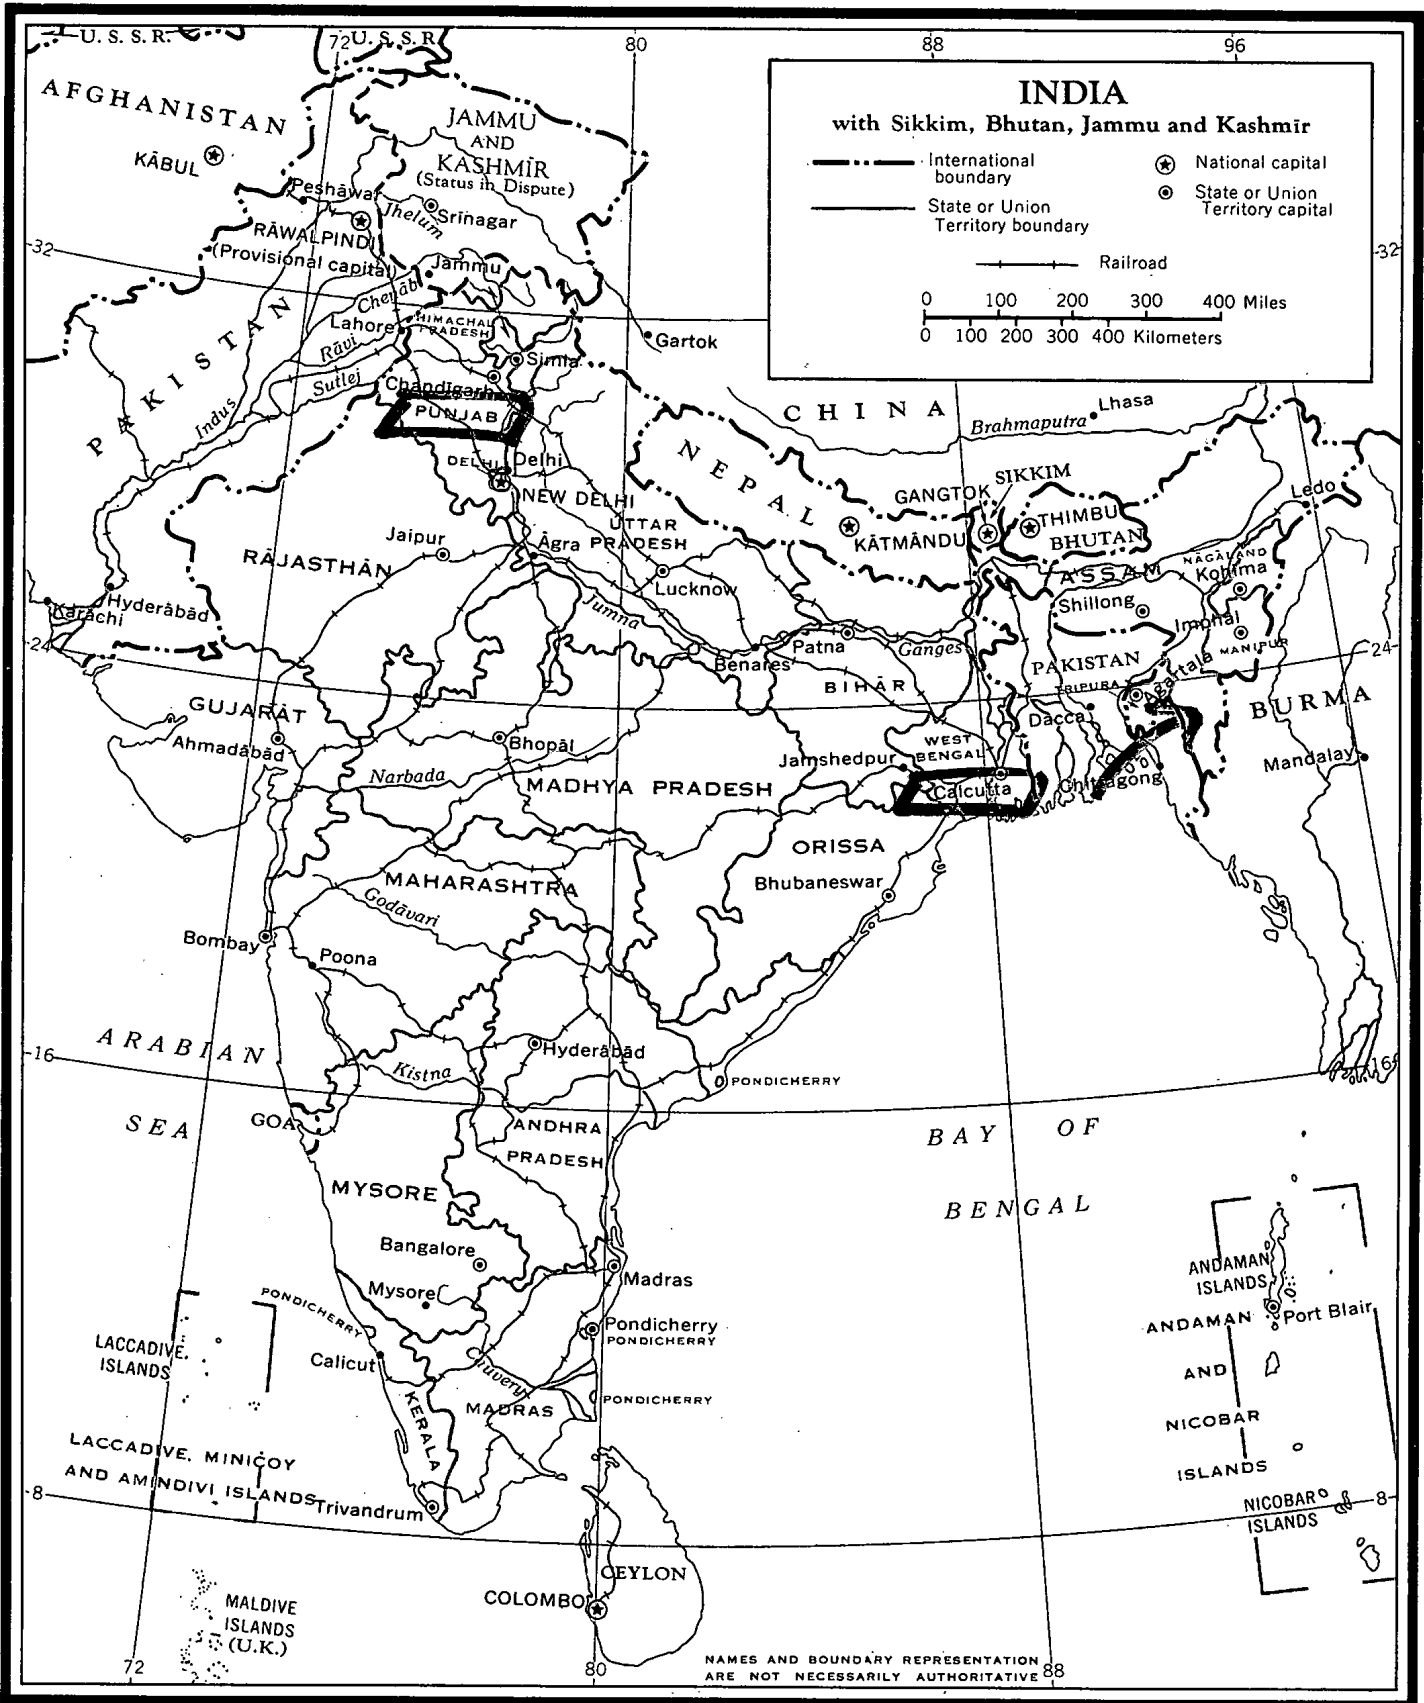 U. S. S. R.
72
U. S. S. R.
80
88
96
INDIA
with Sikkim, Bhutan, Jammu and Kashmīr
International
boundary
National capital
State or Union
Territory boundary
State or Union
Territory capital
Railroad
0 100 200 300 400 Miles
0 100 200 300 400 Kilometers
AFGHANISTAN
KĀBUL
JAMMU
AND
KASHMĪR
(Status in Dispute)
Peshāwar
Jhelum
Srīnagar
RĀWALPINDI
(Provisional capital)
32
32
Jammu
Chenāb
PAKISTAN
HIMACHAL
PRADESH
Lahore
Rāvi
Gartok
Simla
Sutlej
Chandīgarh
Indus
PUNJAB
CHINA
Lhasa
Brahmaputra
DELHI
Delhi
NEW DELHI
NEPAL
SIKKIM
GANGTOK
Ledo
THIMBU
BHUTAN
KĀTMĀNDU
UTTAR
PRADESH
Jaipur
Āgra
RĀJASTHĀN
Lucknow
ASSAM
NĀGĀLAND
Kohīma
Hyderābād
Karāchi
Jumna
Shillong
Imphāl
MANIPUR
24
24
Patna
Benares
Ganges
PAKISTAN
BIHĀR
TRIPURA
Agartala
BURMA
GUJARĀT
Dacca
Ahmadābād
Bhopāl
WEST
BENGAL
Jamshedpur
Mandalay
Narbada
MADHYA PRADESH
Calcutta
Chittagong
ORISSA
MAHARASHTRA
Bhubaneswar
Godāvari
Bombay
Poona
ARABIAN
SEA
16
16
Hyderābād
Kistna
PONDICHERRY
GOA
ANDHRA
PRADESH
BAY OF
BENGAL
MYSORE
Bangalore
Mysore
Madras
ANDAMAN
ISLANDS
Port Blair
ANDAMAN
AND
NICOBAR
ISLANDS
PONDICHERRY
Pondicherry
PONDICHERRY
LACCADIVE
ISLANDS
Calicut
Cauvery
KERALA
MADRAS
PONDICHERRY
LACCADIVE, MINICOY
AND AMINDIVI ISLANDS
Trivandrum
8
8
NICOBAR
ISLANDS
CEYLON
COLOMBO
MALDIVE
ISLANDS
(U.K.)
72
80
88
NAMES AND BOUNDARY REPRESENTATION
ARE NOT NECESSARILY AUTHORITATIVE